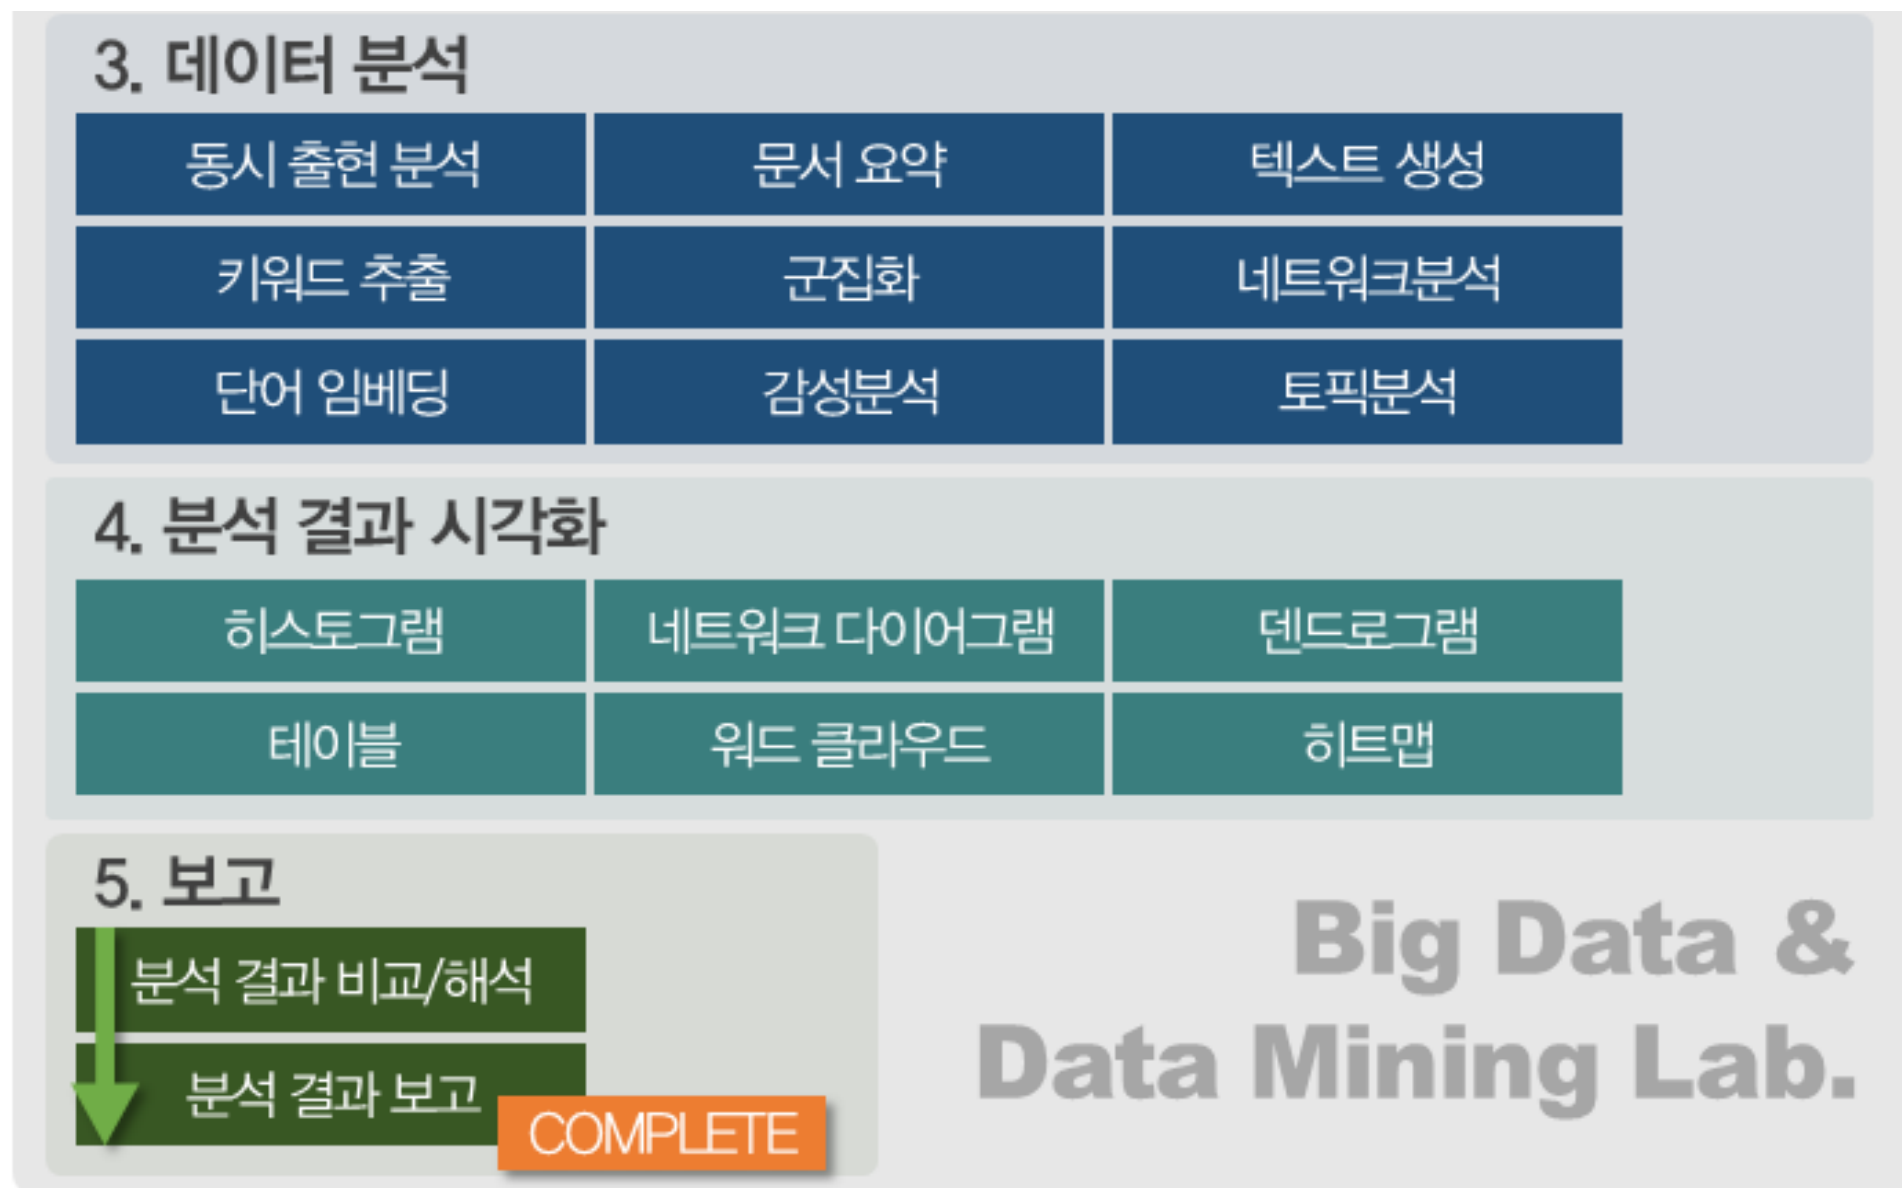 3. 데이터 분석
동시 출현 분석
문서 요약
텍스트 생성
키워드 추출
군집화
네트워크분석
단어 임베딩
감성분석
토픽분석
4. 분석 결과 시각화
히스토그램
네트워크 다이어그램
덴드로그램
테이블
워드 클라우드
히트맵
5. 보고
분석 결과 비교/해석
분석 결과 보고
COMPLETE
Big Data &
Data Mining Lab.